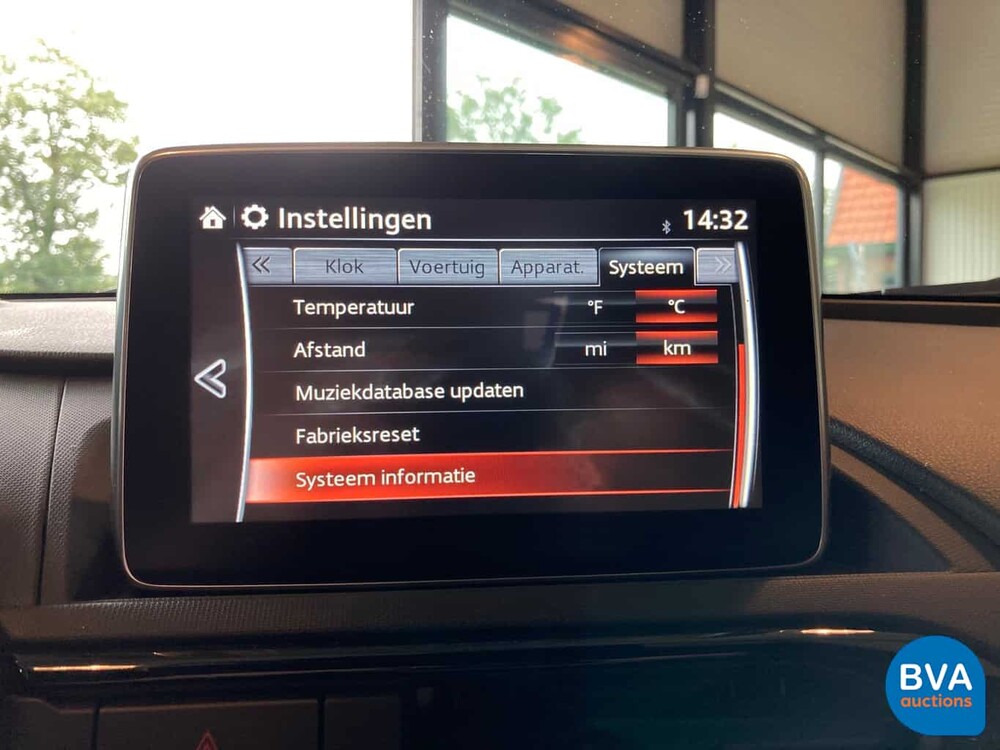 Instellingen 14:32
« Klok Voertuig Apparat. Systeem »
Temperatuur °F °C
Afstand mi km
Muziekdatabase updaten
Fabrieksreset
Systeem informatie
BVA
auctions